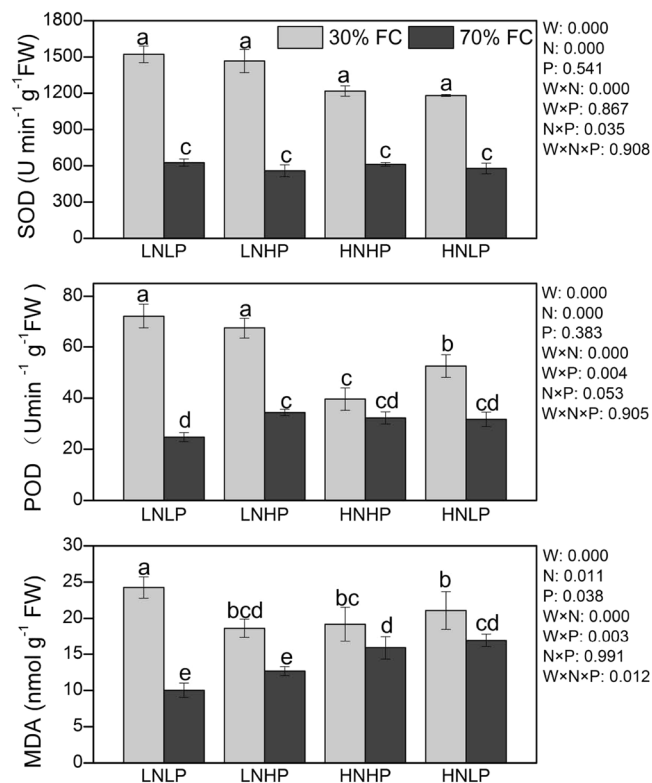 1800
1500
1200
900
600
300
0
SOD (U min⁻¹ g⁻¹FW)
30% FC 70% FC
a a a a
c c c c
LNLP LNHP HNHP HNLP
W: 0.000
N: 0.000
P: 0.541
W×N: 0.000
W×P: 0.867
N×P: 0.035
W×N×P: 0.908
80
60
40
20
0
POD (Umin⁻¹ g⁻¹FW)
a d a c c cd b cd
LNLP LNHP HNHP HNLP
W: 0.000
N: 0.000
P: 0.383
W×N: 0.000
W×P: 0.004
N×P: 0.053
W×N×P: 0.905
30
25
20
15
10
5
0
MDA (nmol g⁻¹ FW)
a e bcd e bc d b cd
LNLP LNHP HNHP HNLP
W: 0.000
N: 0.011
P: 0.038
W×N: 0.000
W×P: 0.003
N×P: 0.991
W×N×P: 0.012